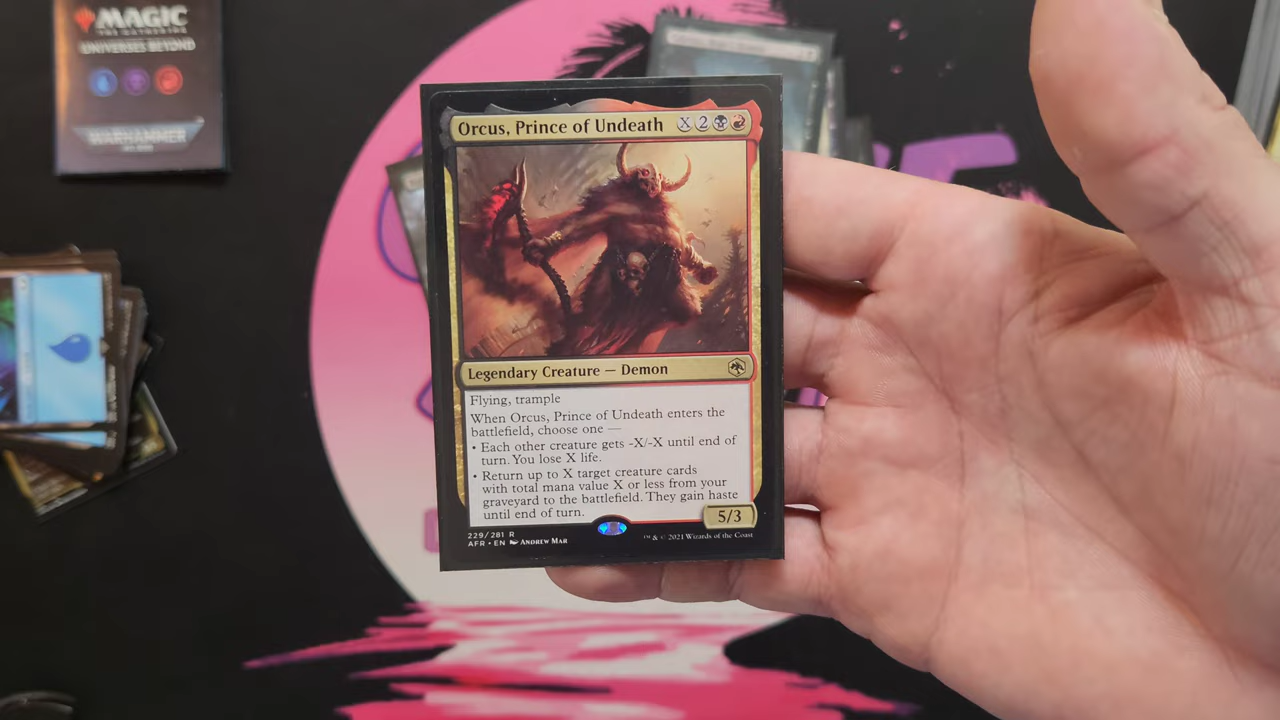 MAGIC
THE GATHERING
UNIVERSES BEYOND
WARHAMMER
Orcus, Prince of Undeath X2
Legendary Creature — Demon
Flying, trample
When Orcus, Prince of Undeath enters the
battlefield, choose one —
• Each other creature gets -X/-X until end of
turn. You lose X life.
• Return up to X target creature cards
with total mana value X or less from your
graveyard to the battlefield. They gain haste
until end of turn.
5/3
229/281 R
AFR • EN Andrew Mar
™ & © 2021 Wizards of the Coast